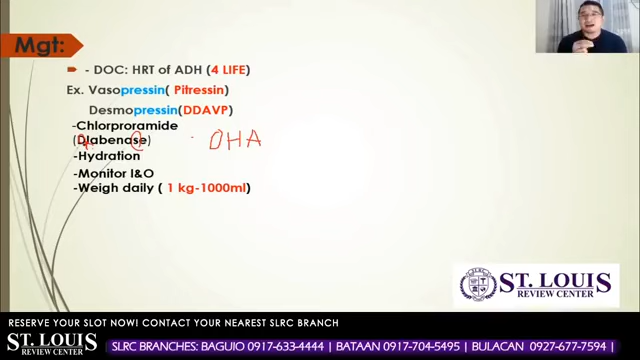 Mgt:
- DOC: HRT of ADH (4 LIFE)
Ex. Vasopressin( Pitressin)
Desmopressin(DDAVP)
-Chlorproramide
(Diabenase)
OHA
-Hydration
-Monitor I&O
-Weigh daily ( 1 kg-1000ml)
ST. LOUIS
REVIEW CENTER
RESERVE YOUR SLOT NOW! CONTACT YOUR NEAREST SLRC BRANCH
ST. LOUIS
REVIEW CENTER
SLRC BRANCHES: BAGUIO 0917-633-4444 | BATAAN 0917-704-5495 | BULACAN 0927-677-7594 |